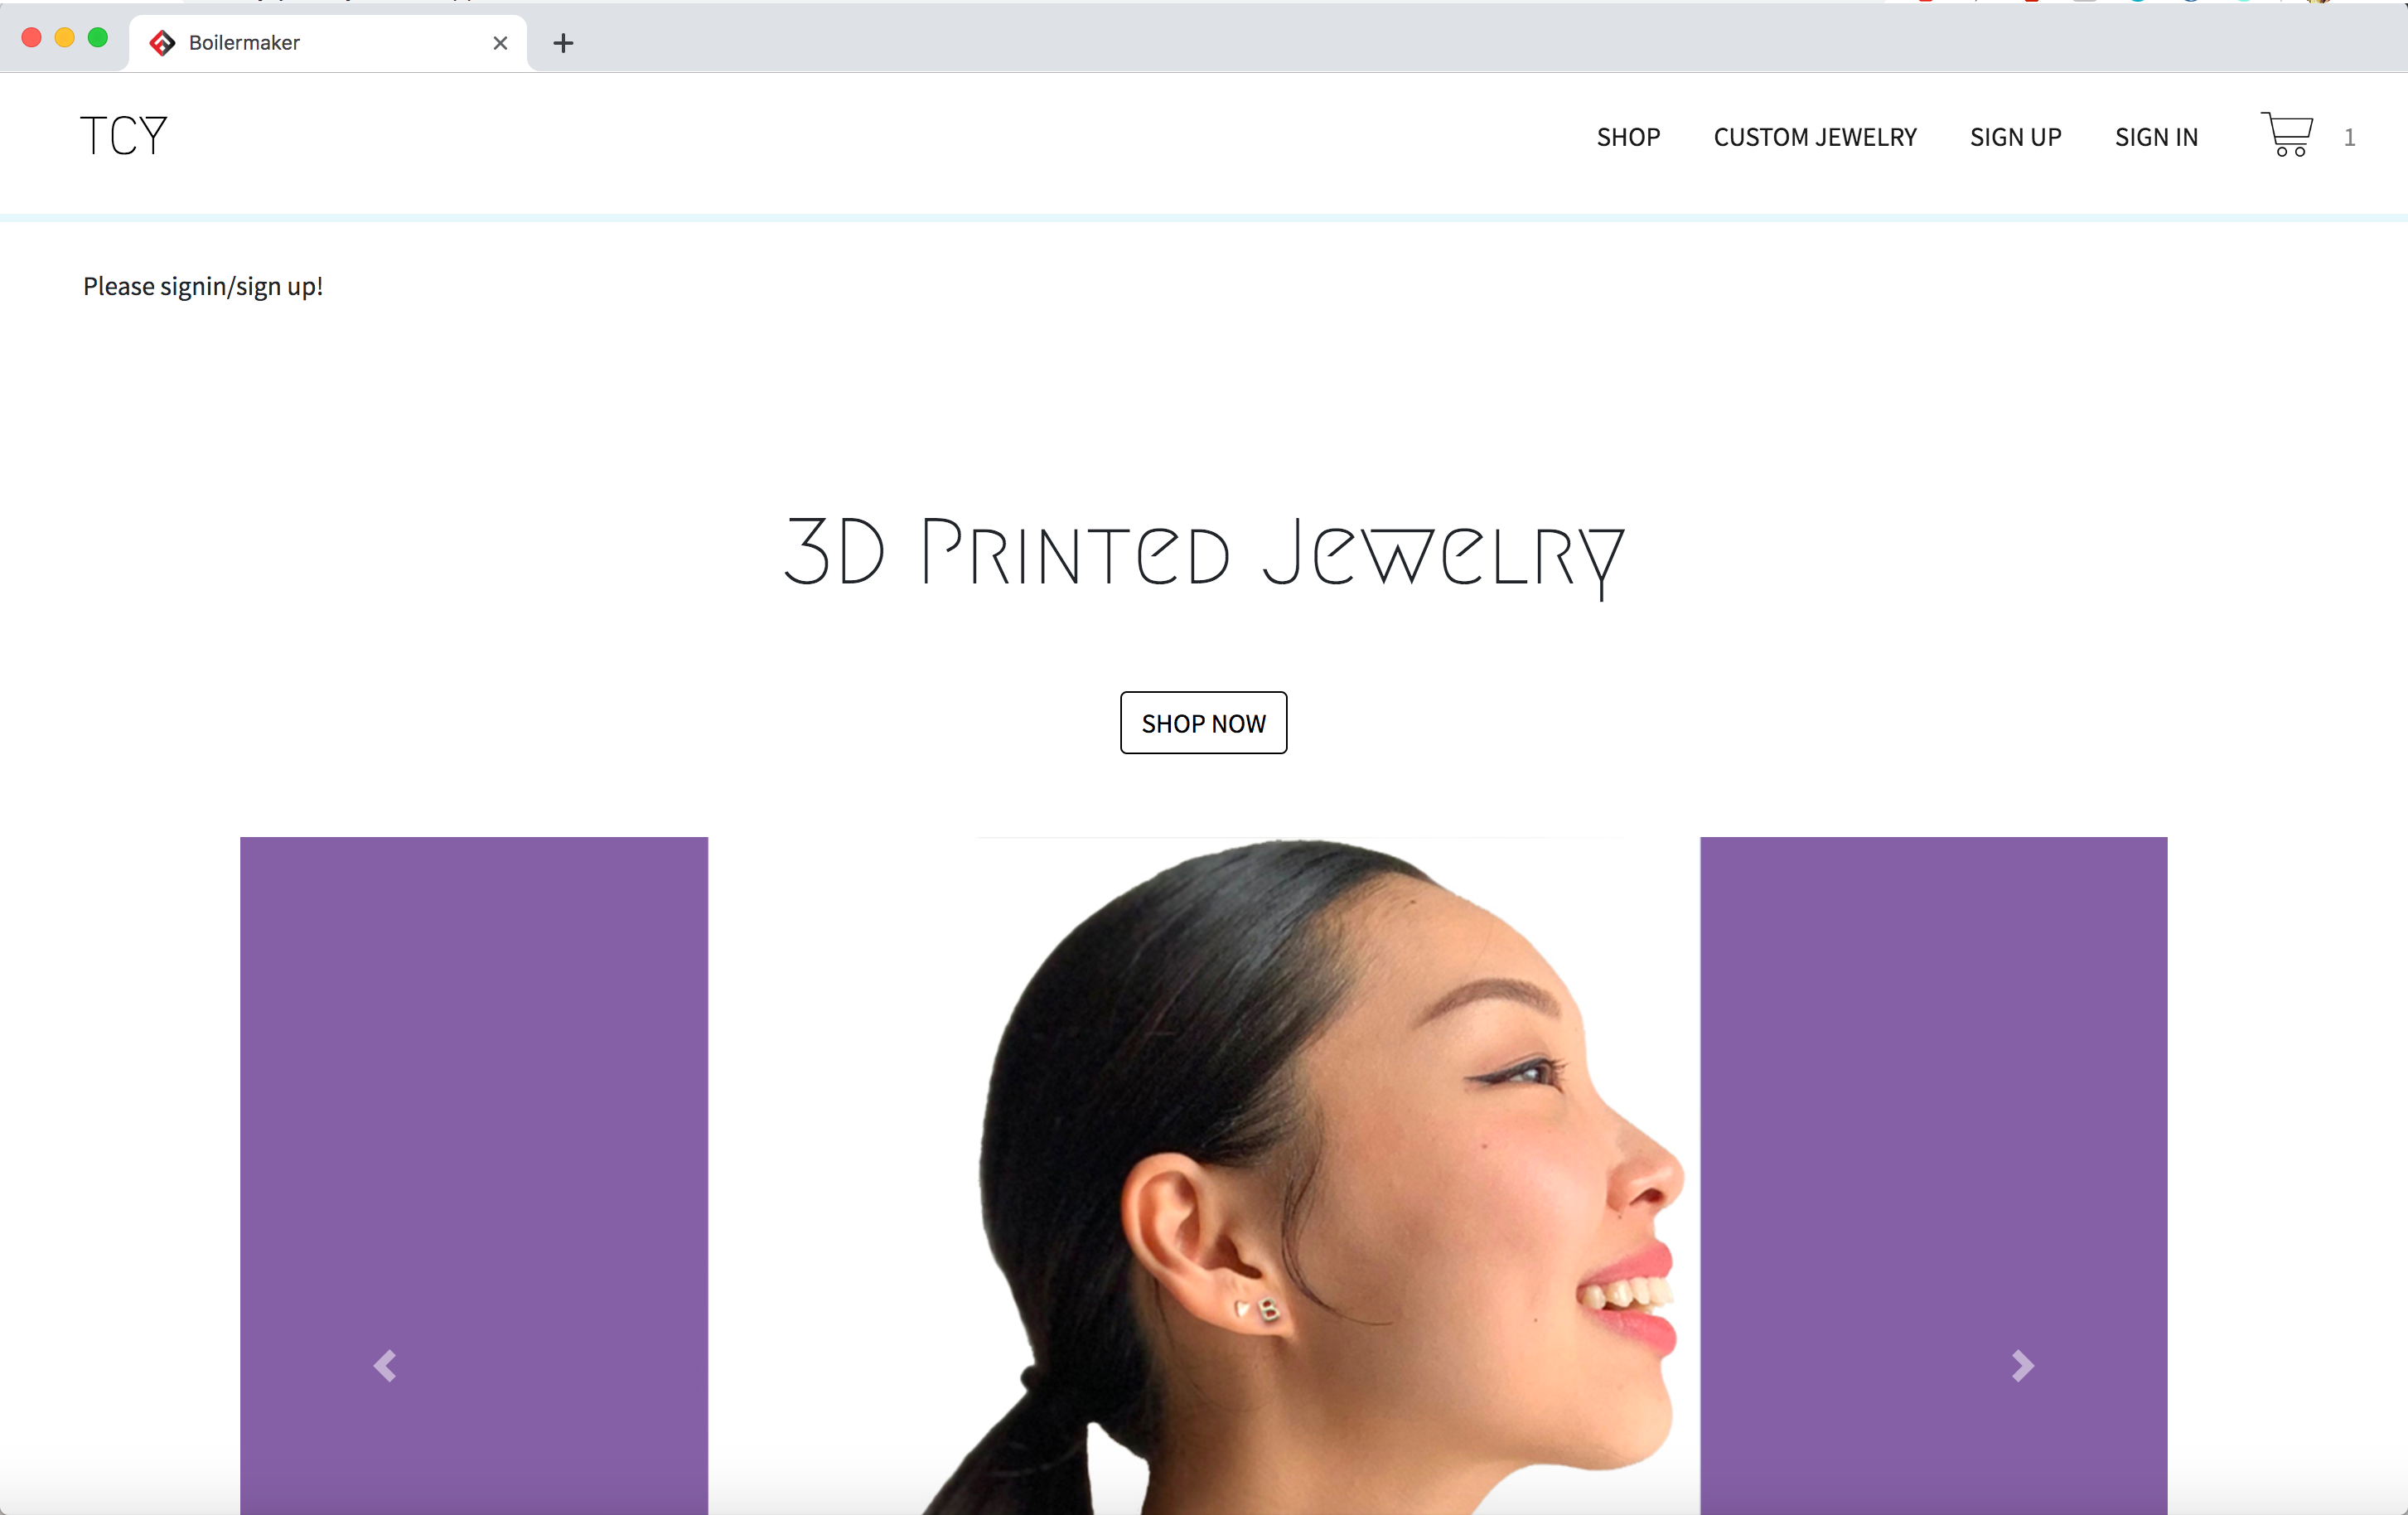 Boilermaker
TCY
SHOP CUSTOM JEWELRY SIGN UP SIGN IN 1
Please signin/sign up!
3D Printed Jewelry
SHOP NOW
B